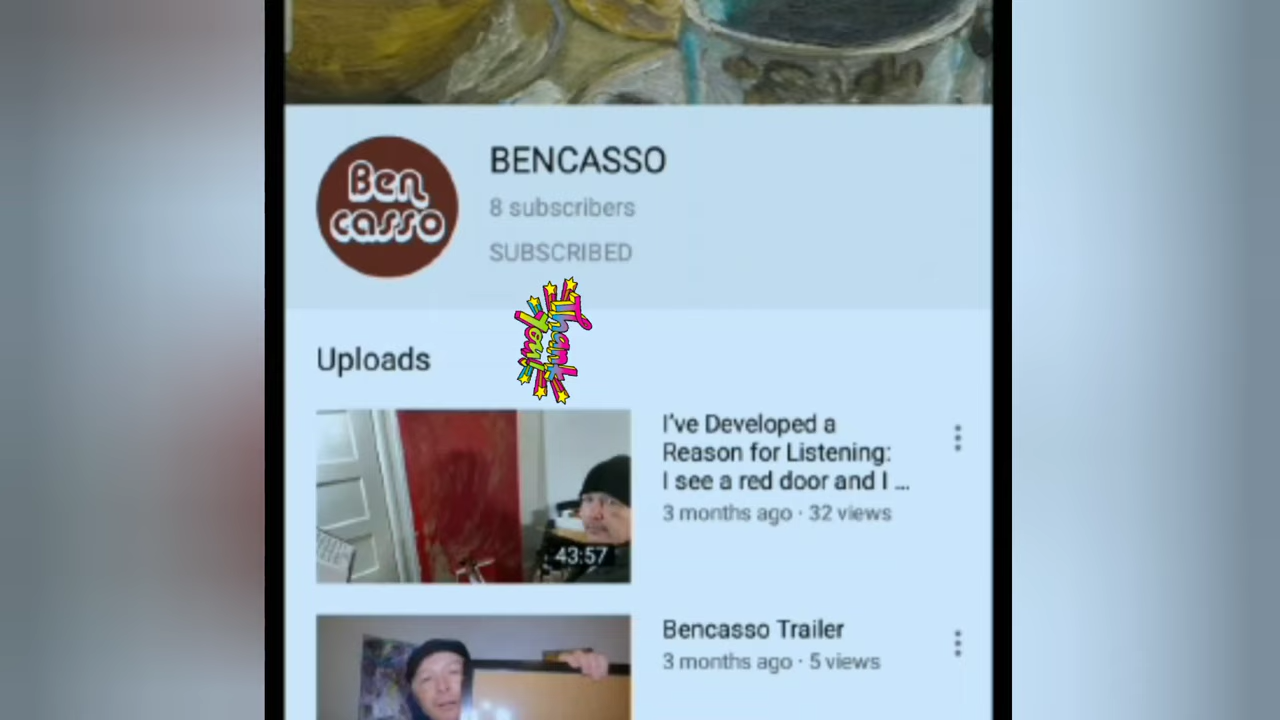 Ben
casso
BENCASSO
8 subscribers
SUBSCRIBED
Thank
You!
Uploads
I've Developed a
Reason for Listening:
I see a red door and I ...
3 months ago · 32 views
43:57
Bencasso Trailer
3 months ago · 5 views